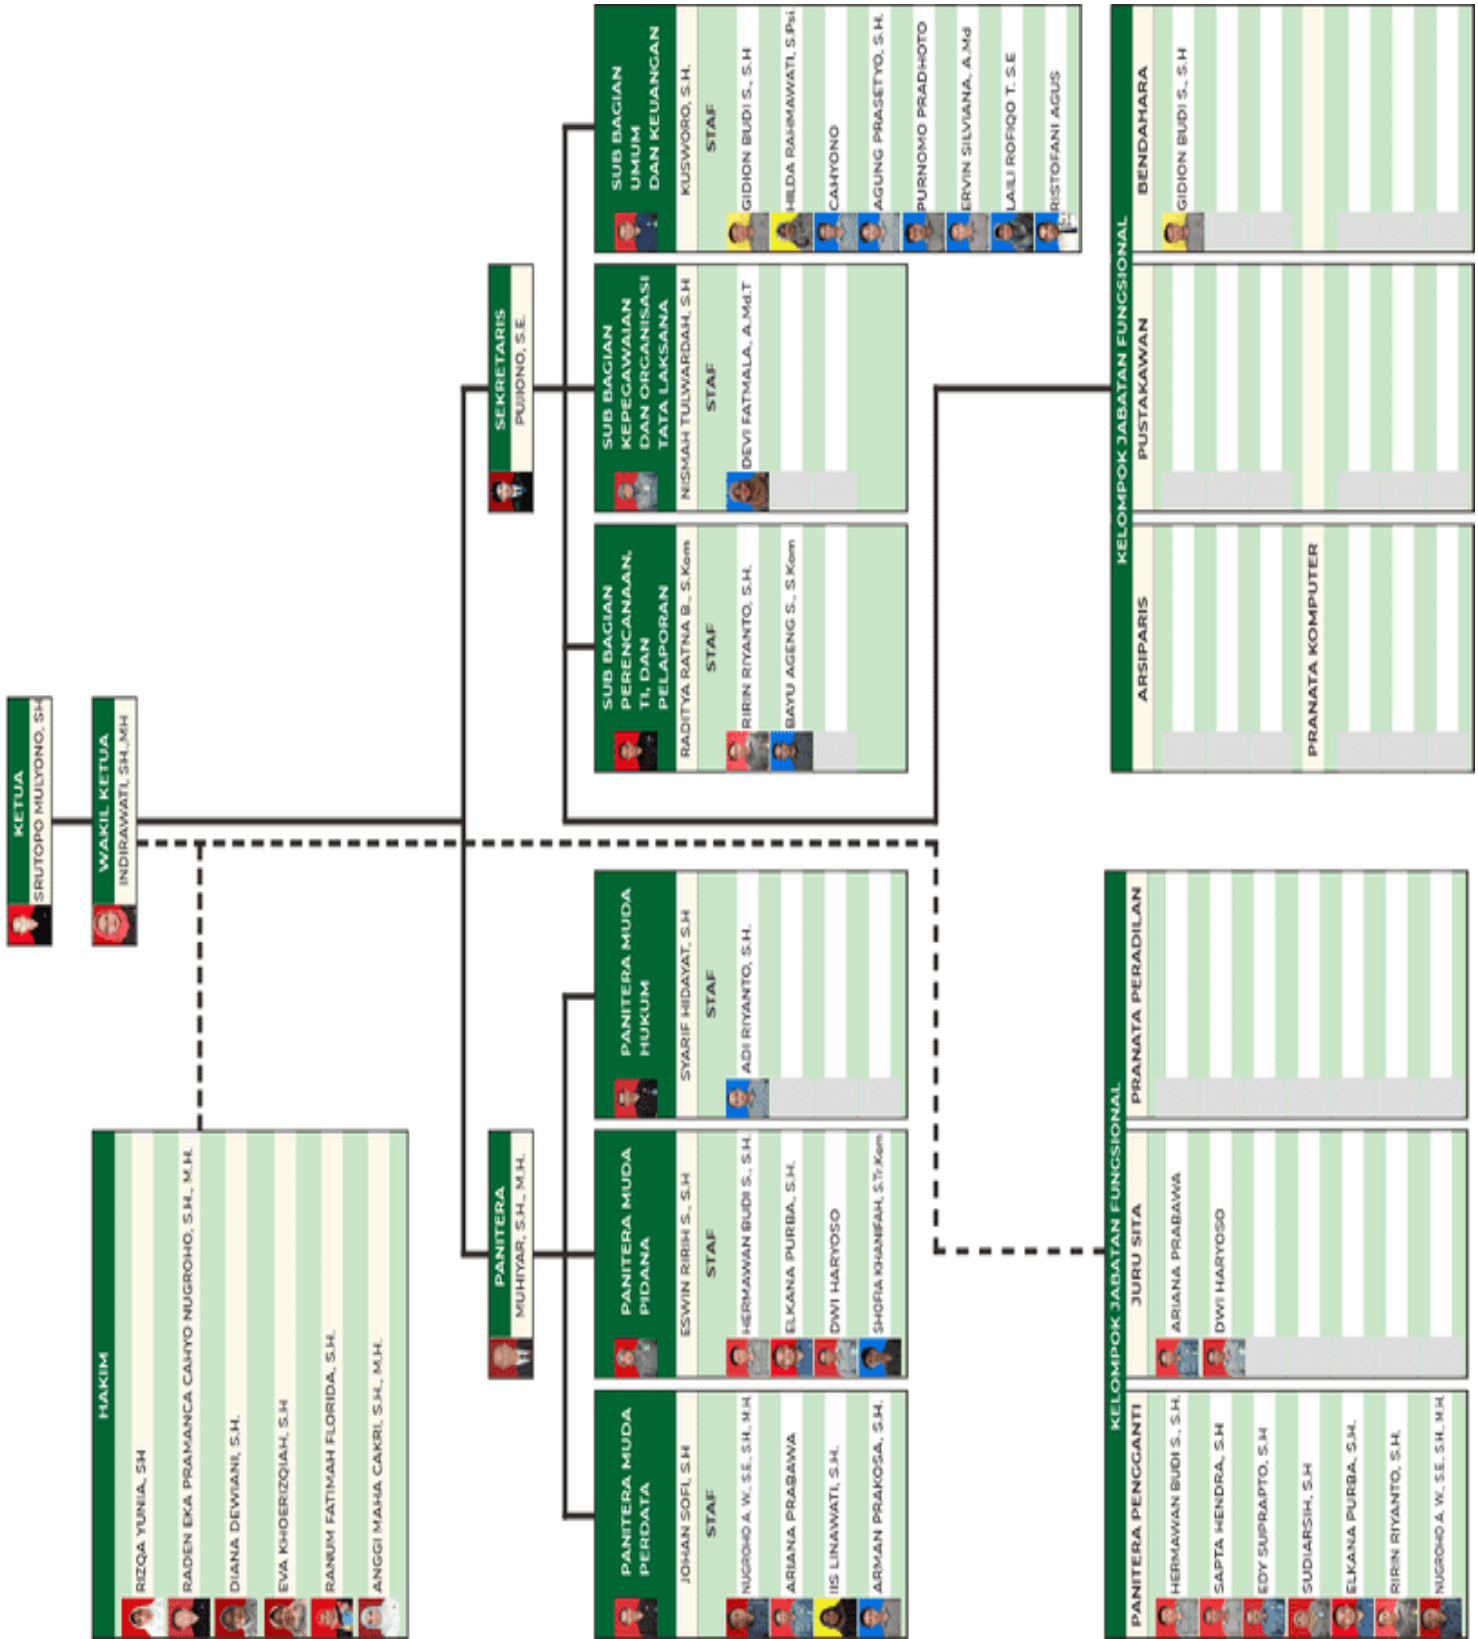 KETUA
SRUTOPO MULYONO, SH
WAKIL KETUA
INDIRAWATI, SH.,MH
HAKIM
RIZQA YUNIA, SH
RADEN EKA PRAMANCA CAHYO NUGROHO, S.H., M.H.
DIANA DEWIANI, S.H.
EVA KHOERIZQIAH, S.H
RANUM FATIMAH FLORIDA, S.H.
ANGGI MAHA CAKRI, S.H., M.H.
PANITERA
MUHIYAR, S.H., M.H.
SEKRETARIS
PUJIONO, S.E.
PANITERA MUDA
PERDATA
JOHAN SOFI, S.H
STAF
NUGROHO A. W., S.E., S.H., M.H.
ARIANA PRABAWA
IIS LINAWATI, S.H.
ARMAN PRAKOSA, S.H.
PANITERA MUDA
PIDANA
ESWIN RIRIH S., S.H
STAF
HERMAWAN BUDI S., S.H.
ELKANA PURBA, S.H.
DWI HARYOSO
SHOFIA KHANIFAH, S.Tr.Kom
PANITERA MUDA
HUKUM
SYARIF HIDAYAT, S.H
STAF
ADI RIYANTO, S.H.
SUB BAGIAN
PERENCANAAN,
TI, DAN
PELAPORAN
RADITYA RATNA B., S.Kom
STAF
RIRIN RIYANTO, S.H.
BAYU AGENG S., S.Kom
SUB BAGIAN
KEPEGAWAIAN
DAN ORGANISASI
TATA LAKSANA
NISMAH TULWARDAH, S.H
STAF
DEVI FATMALA, A.Md.T
SUB BAGIAN
UMUM
DAN KEUANGAN
KUSWORO, S.H.
STAF
GIDION BUDI S., S.H
HILDA RAHMAWATI, S.Psi.
CAHYONO
AGUNG PRASETYO, S.H.
PURNOMO PRADHOTO
ERVIN SILVIANA, A.Md
LAILI ROFIQO T. S.E
RISTOFANI AGUS
KELOMPOK JABATAN FUNGSIONAL
PANITERA PENGGANTI
HERMAWAN BUDI S., S.H.
SAPTA HENDRA, S.H
EDY SUPRAPTO, S.H
SUDIARSIH, S.H
ELKANA PURBA, S.H.
RIRIN RIYANTO, S.H.
NUGROHO A. W., S.E., S.H., M.H.
JURU SITA
ARIANA PRABAWA
DWI HARYOSO
PRANATA PERADILAN
KELOMPOK JABATAN FUNGSIONAL
ARSIPARIS
PRANATA KOMPUTER
PUSTAKAWAN
BENDAHARA
GIDION BUDI S., S.H